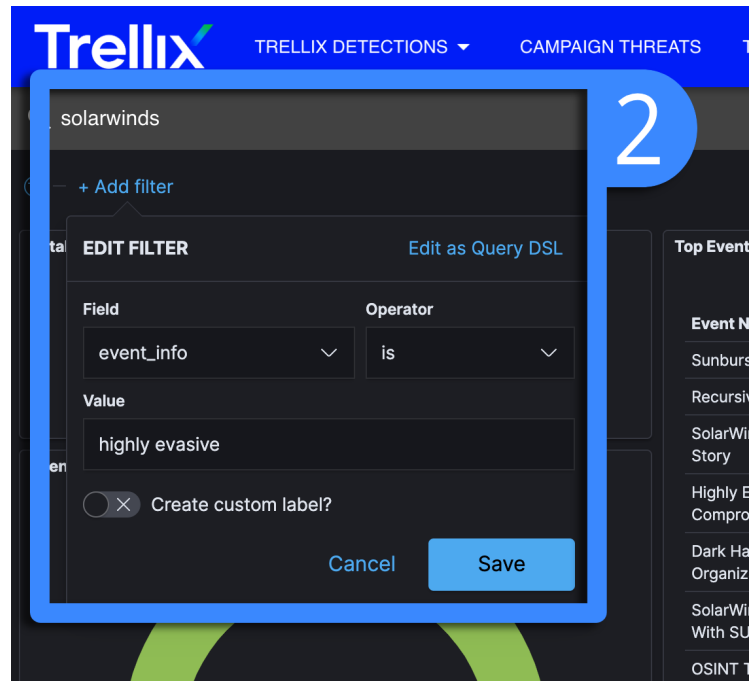 Trellix
TRELLIX DETECTIONS
CAMPAIGN THREATS
solarwinds
2
+ Add filter
EDIT FILTER
Edit as Query DSL
Top Event
Field
Operator
Event N
event_info
is
Sunburs
Value
Recursiv
highly evasive
SolarWi
Story
Create custom label?
Highly E
Compro
Cancel
Save
Dark Ha
Organiz
SolarWi
With SU
OSINT T